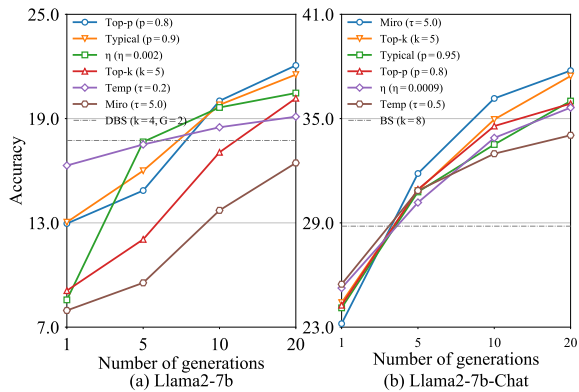 25.0
19.0
13.0
7.0
Accuracy
Top-p (p=0.8)
Typical (p=0.9)
η (η=0.002)
Top-k (k=5)
Temp (τ=0.2)
Miro (τ=5.0)
DBS (k=4, G=2)
1
5
10
20
Number of generations
(a) Llama2-7b
41.0
35.0
29.0
23.0
Miro (τ=5.0)
Top-k (k=5)
Typical (p=0.95)
Top-p (p=0.8)
η (η=0.0009)
Temp (τ=0.5)
BS (k=8)
1
5
10
20
Number of generations
(b) Llama2-7b-Chat